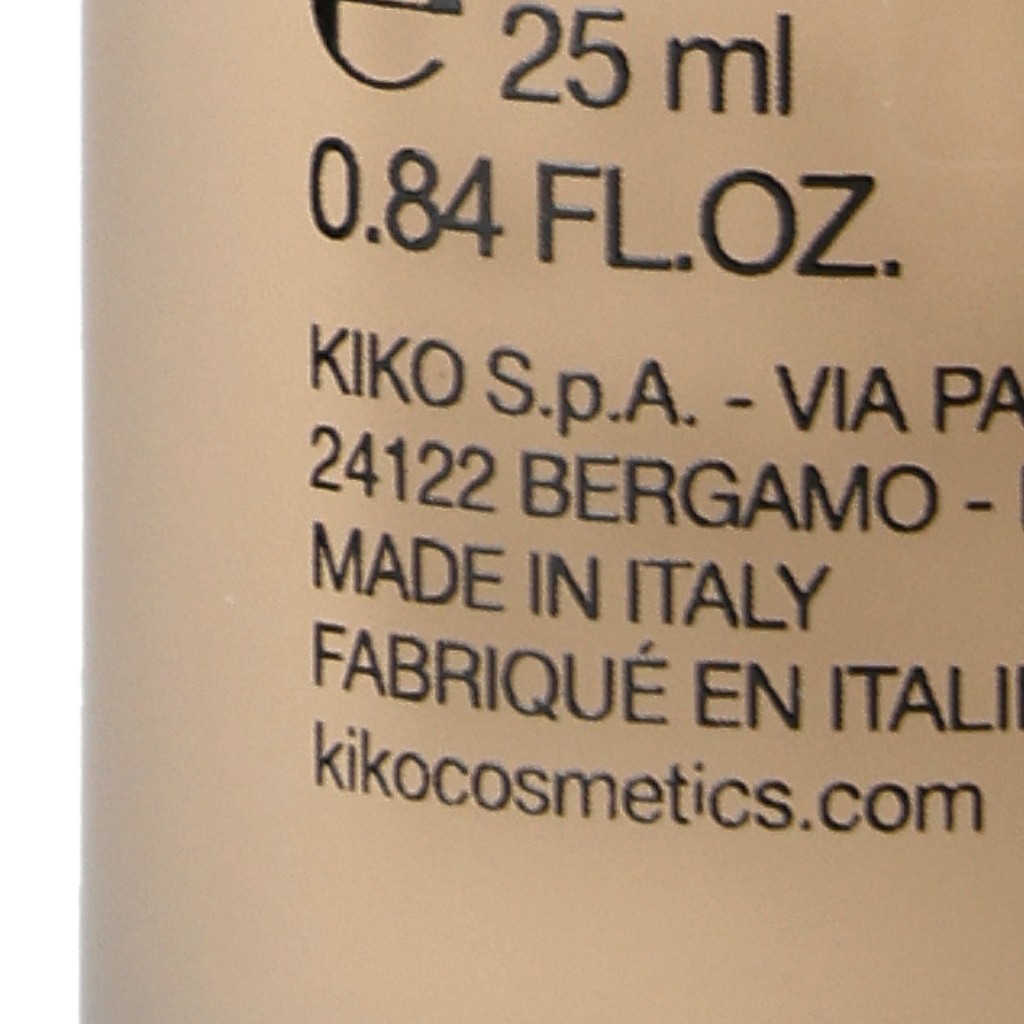 ℮ 25 ml
0.84 FL.OZ.
KIKO S.p.A. - VIA PA
24122 BERGAMO -
MADE IN ITALY
FABRIQUÉ EN ITALI
kikocosmetics.com